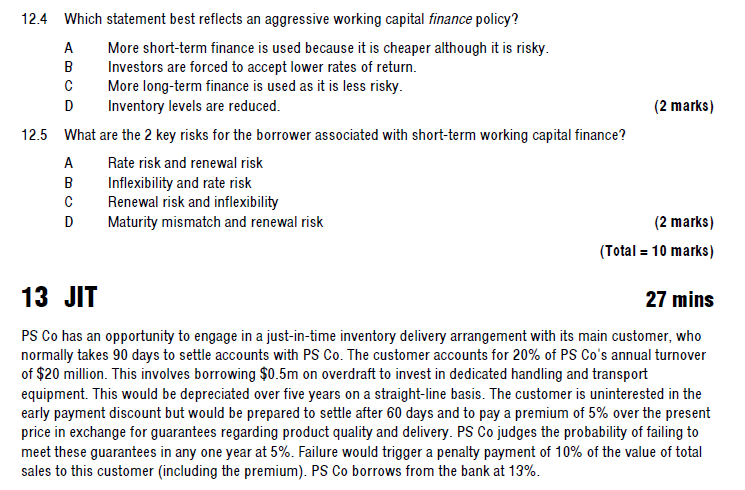 12.4 Which statement best reflects an aggressive working capital finance policy?
A More short-term finance is used because it is cheaper although it is risky.
B Investors are forced to accept lower rates of return.
C More long-term finance is used as it is less risky.
D Inventory levels are reduced. (2 marks)
12.5 What are the 2 key risks for the borrower associated with short-term working capital finance?
A Rate risk and renewal risk
B Inflexibility and rate risk
C Renewal risk and inflexibility
D Maturity mismatch and renewal risk (2 marks)
(Total = 10 marks)
13 JIT 27 mins
PS Co has an opportunity to engage in a just-in-time inventory delivery arrangement with its main customer, who
normally takes 90 days to settle accounts with PS Co. The customer accounts for 20% of PS Co's annual turnover
of $20 million. This involves borrowing $0.5m on overdraft to invest in dedicated handling and transport
equipment. This would be depreciated over five years on a straight-line basis. The customer is uninterested in the
early payment discount but would be prepared to settle after 60 days and to pay a premium of 5% over the present
price in exchange for guarantees regarding product quality and delivery. PS Co judges the probability of failing to
meet these guarantees in any one year at 5%. Failure would trigger a penalty payment of 10% of the value of total
sales to this customer (including the premium). PS Co borrows from the bank at 13%.